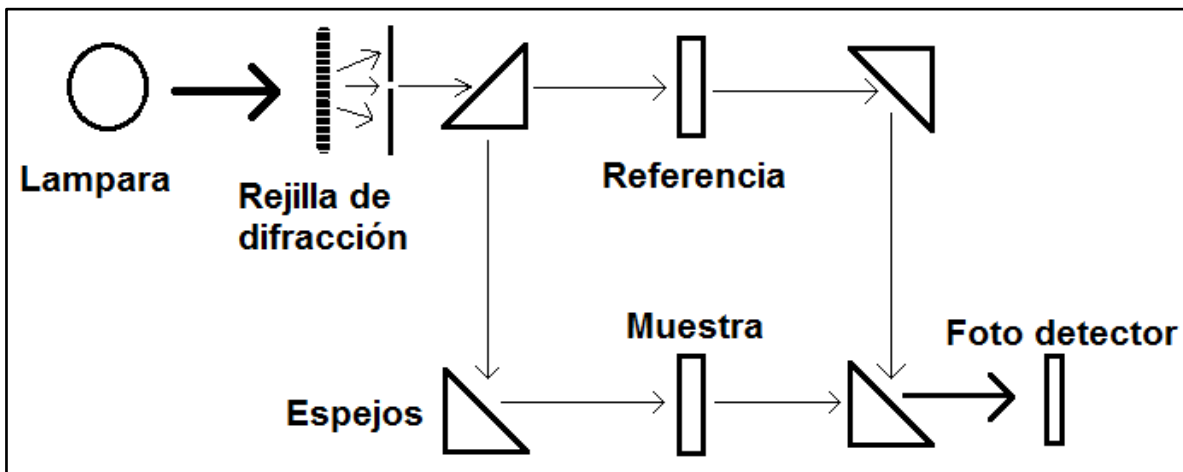 Lampara
Rejilla de
difracción
Referencia
Muestra
Foto detector
Espejos